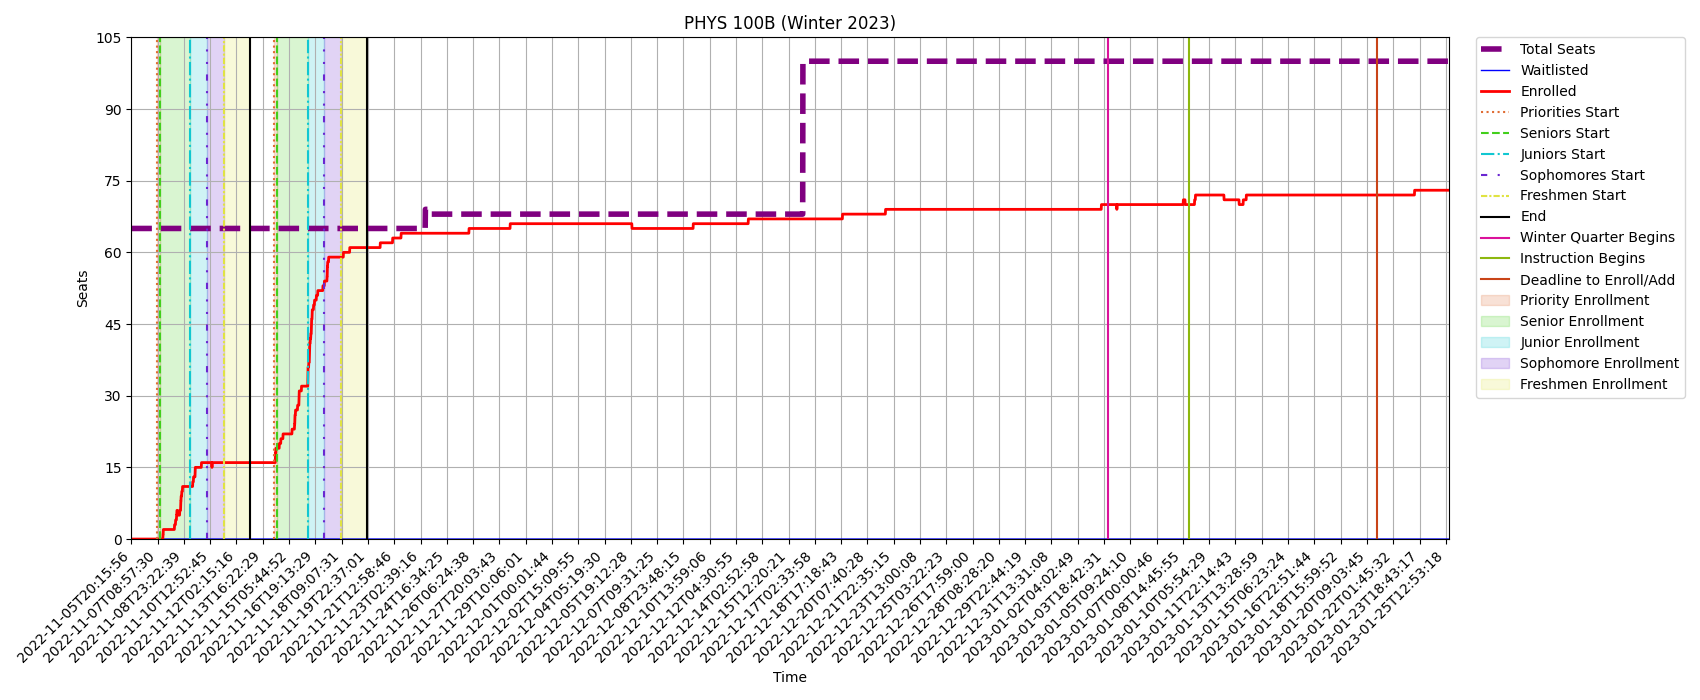 PHYS 100B (Winter 2023)
105
90
75
60
45
30
15
0
Seats
2022-11-05T20:15:56
2022-11-07T08:57:30
2022-11-08T23:22:39
2022-11-10T12:52:45
2022-11-12T02:15:16
2022-11-13T16:22:29
2022-11-15T05:44:52
2022-11-16T19:13:29
2022-11-18T09:07:31
2022-11-19T22:37:01
2022-11-21T12:58:46
2022-11-23T02:39:16
2022-11-24T16:34:25
2022-11-26T06:24:38
2022-11-27T20:03:43
2022-11-29T10:06:01
2022-12-01T00:01:44
2022-12-02T15:09:55
2022-12-04T05:19:30
2022-12-05T19:12:28
2022-12-07T09:31:25
2022-12-08T23:48:15
2022-12-10T13:59:06
2022-12-12T04:30:55
2022-12-14T02:52:58
2022-12-15T12:20:21
2022-12-17T02:33:58
2022-12-18T17:18:43
2022-12-20T07:40:28
2022-12-21T22:35:15
2022-12-23T13:00:08
2022-12-25T03:22:23
2022-12-26T17:59:00
2022-12-28T08:28:20
2022-12-29T22:44:19
2022-12-31T13:31:08
2023-01-02T04:02:49
2023-01-03T18:42:31
2023-01-05T09:24:10
2023-01-07T00:00:46
2023-01-08T14:45:55
2023-01-10T05:54:29
2023-01-11T22:14:43
2023-01-13T13:28:59
2023-01-15T06:23:24
2023-01-16T22:51:44
2023-01-18T15:59:52
2023-01-20T09:03:45
2023-01-22T01:45:32
2023-01-23T18:43:17
2023-01-25T12:53:18
Time
Total Seats
Waitlisted
Enrolled
Priorities Start
Seniors Start
Juniors Start
Sophomores Start
Freshmen Start
End
Winter Quarter Begins
Instruction Begins
Deadline to Enroll/Add
Priority Enrollment
Senior Enrollment
Junior Enrollment
Sophomore Enrollment
Freshmen Enrollment